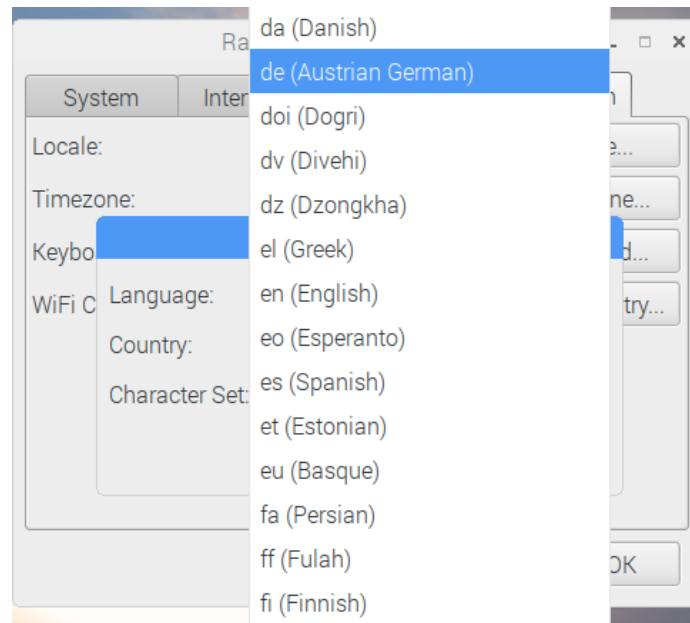 Ra
System
Inter
n
Locale:
e...
Timezone:
ne...
Keybo
d...
WiFi C
try...
Language:
Country:
Character Set:
OK
da (Danish)
de (Austrian German)
doi (Dogri)
dv (Divehi)
dz (Dzongkha)
el (Greek)
en (English)
eo (Esperanto)
es (Spanish)
et (Estonian)
eu (Basque)
fa (Persian)
ff (Fulah)
fi (Finnish)